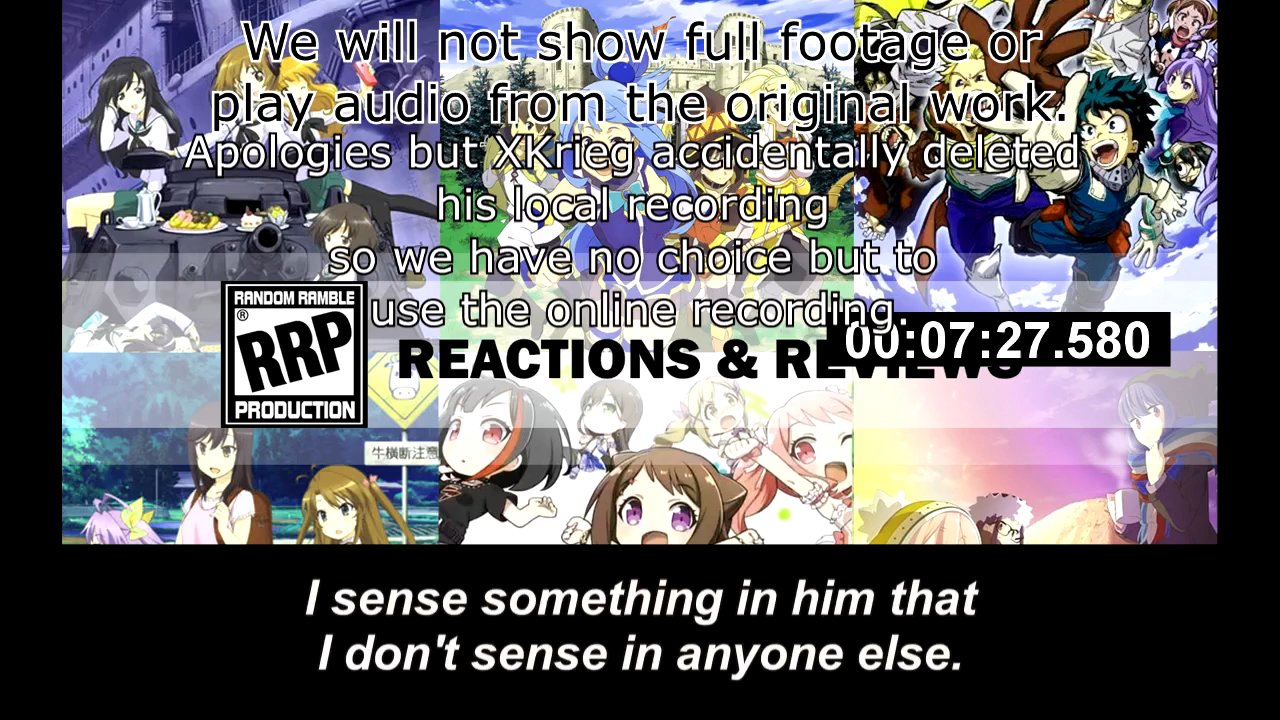 We will not show full footage or
play audio from the original work.
Apologies but XKrieg accidentally deleted
his local recording
so we have no choice but to
use the online recording.
RANDOM RAMBLE
®
RRP
PRODUCTION
REACTIONS & REVIEWS
00:07:27.580
牛横断注意
I sense something in him that
I don't sense in anyone else.